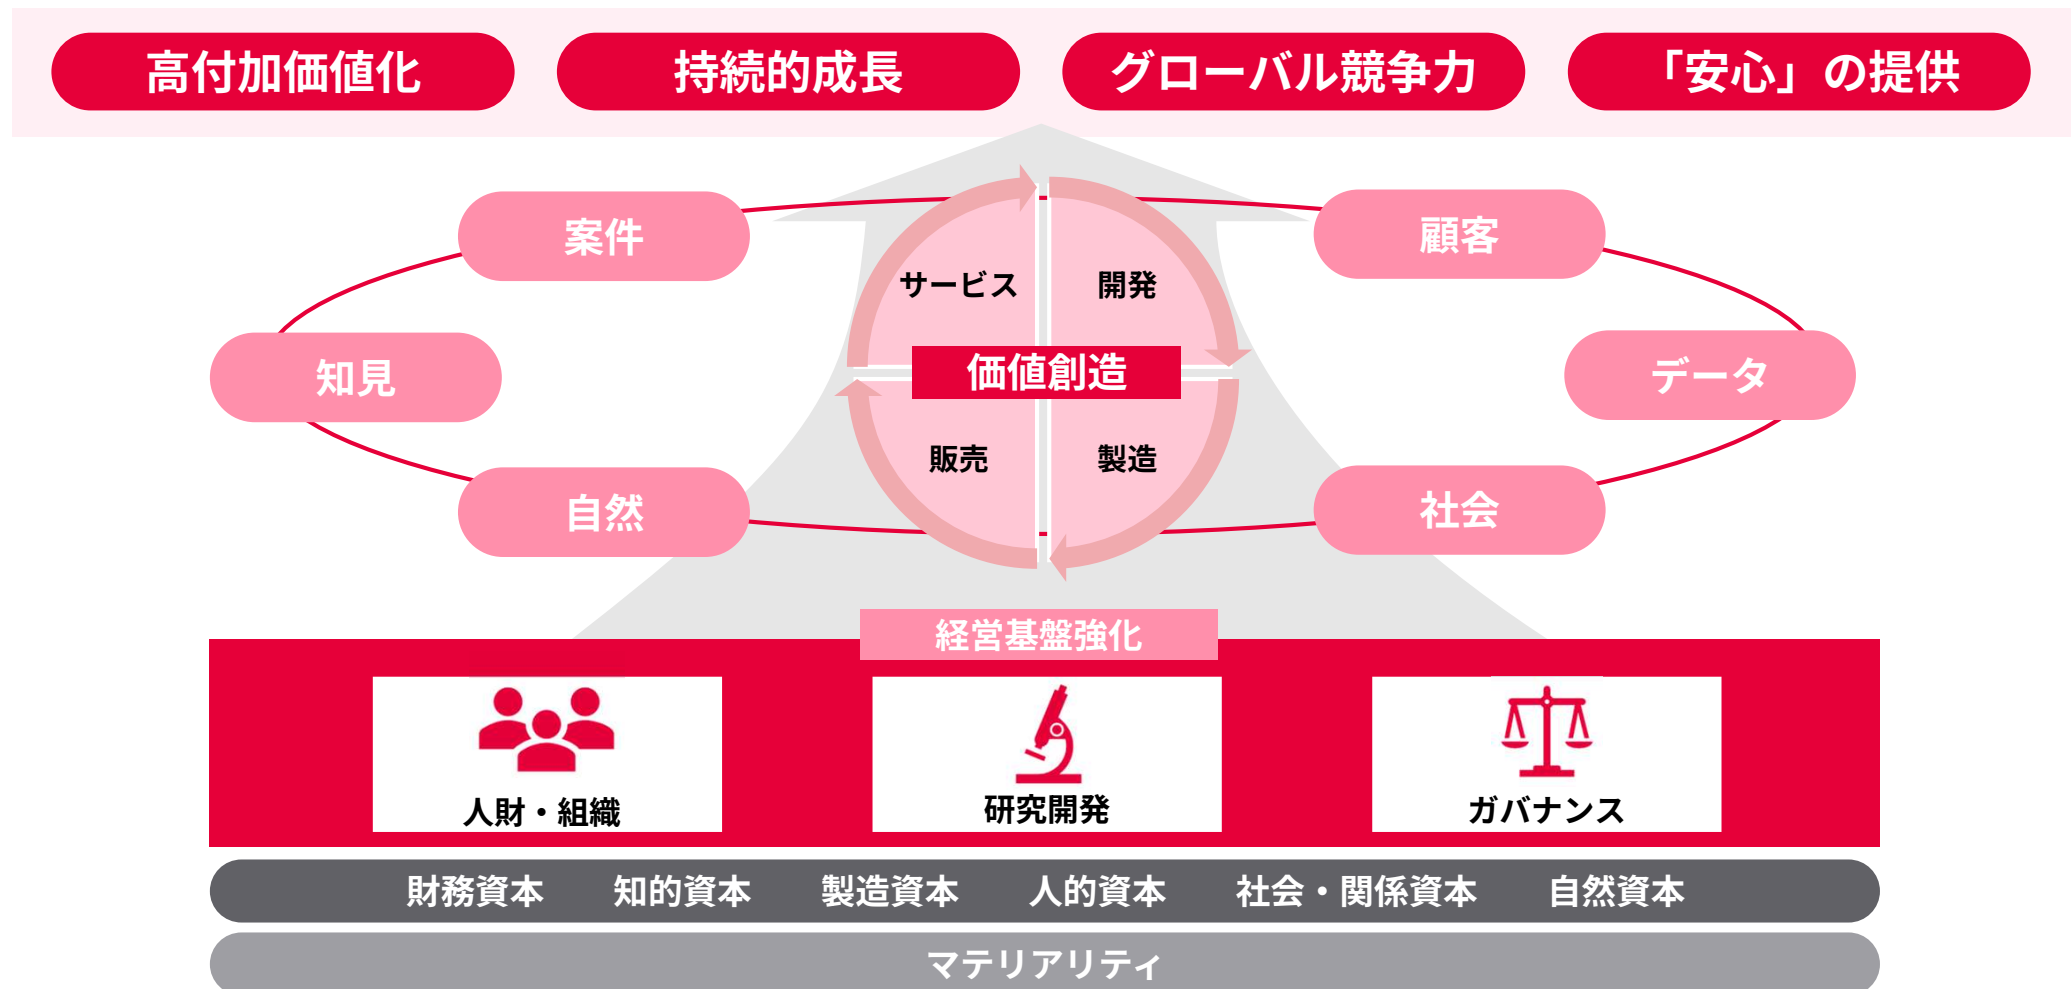 高付加価値化
持続的成長
グローバル競争力
「安心」の提供
案件
顧客
サービス
開発
価値創造
知見
データ
販売
製造
自然
社会
経営基盤強化
人財・組織
研究開発
ガバナンス
財務資本 知的資本 製造資本 人的資本 社会・関係資本 自然資本
マテリアリティ